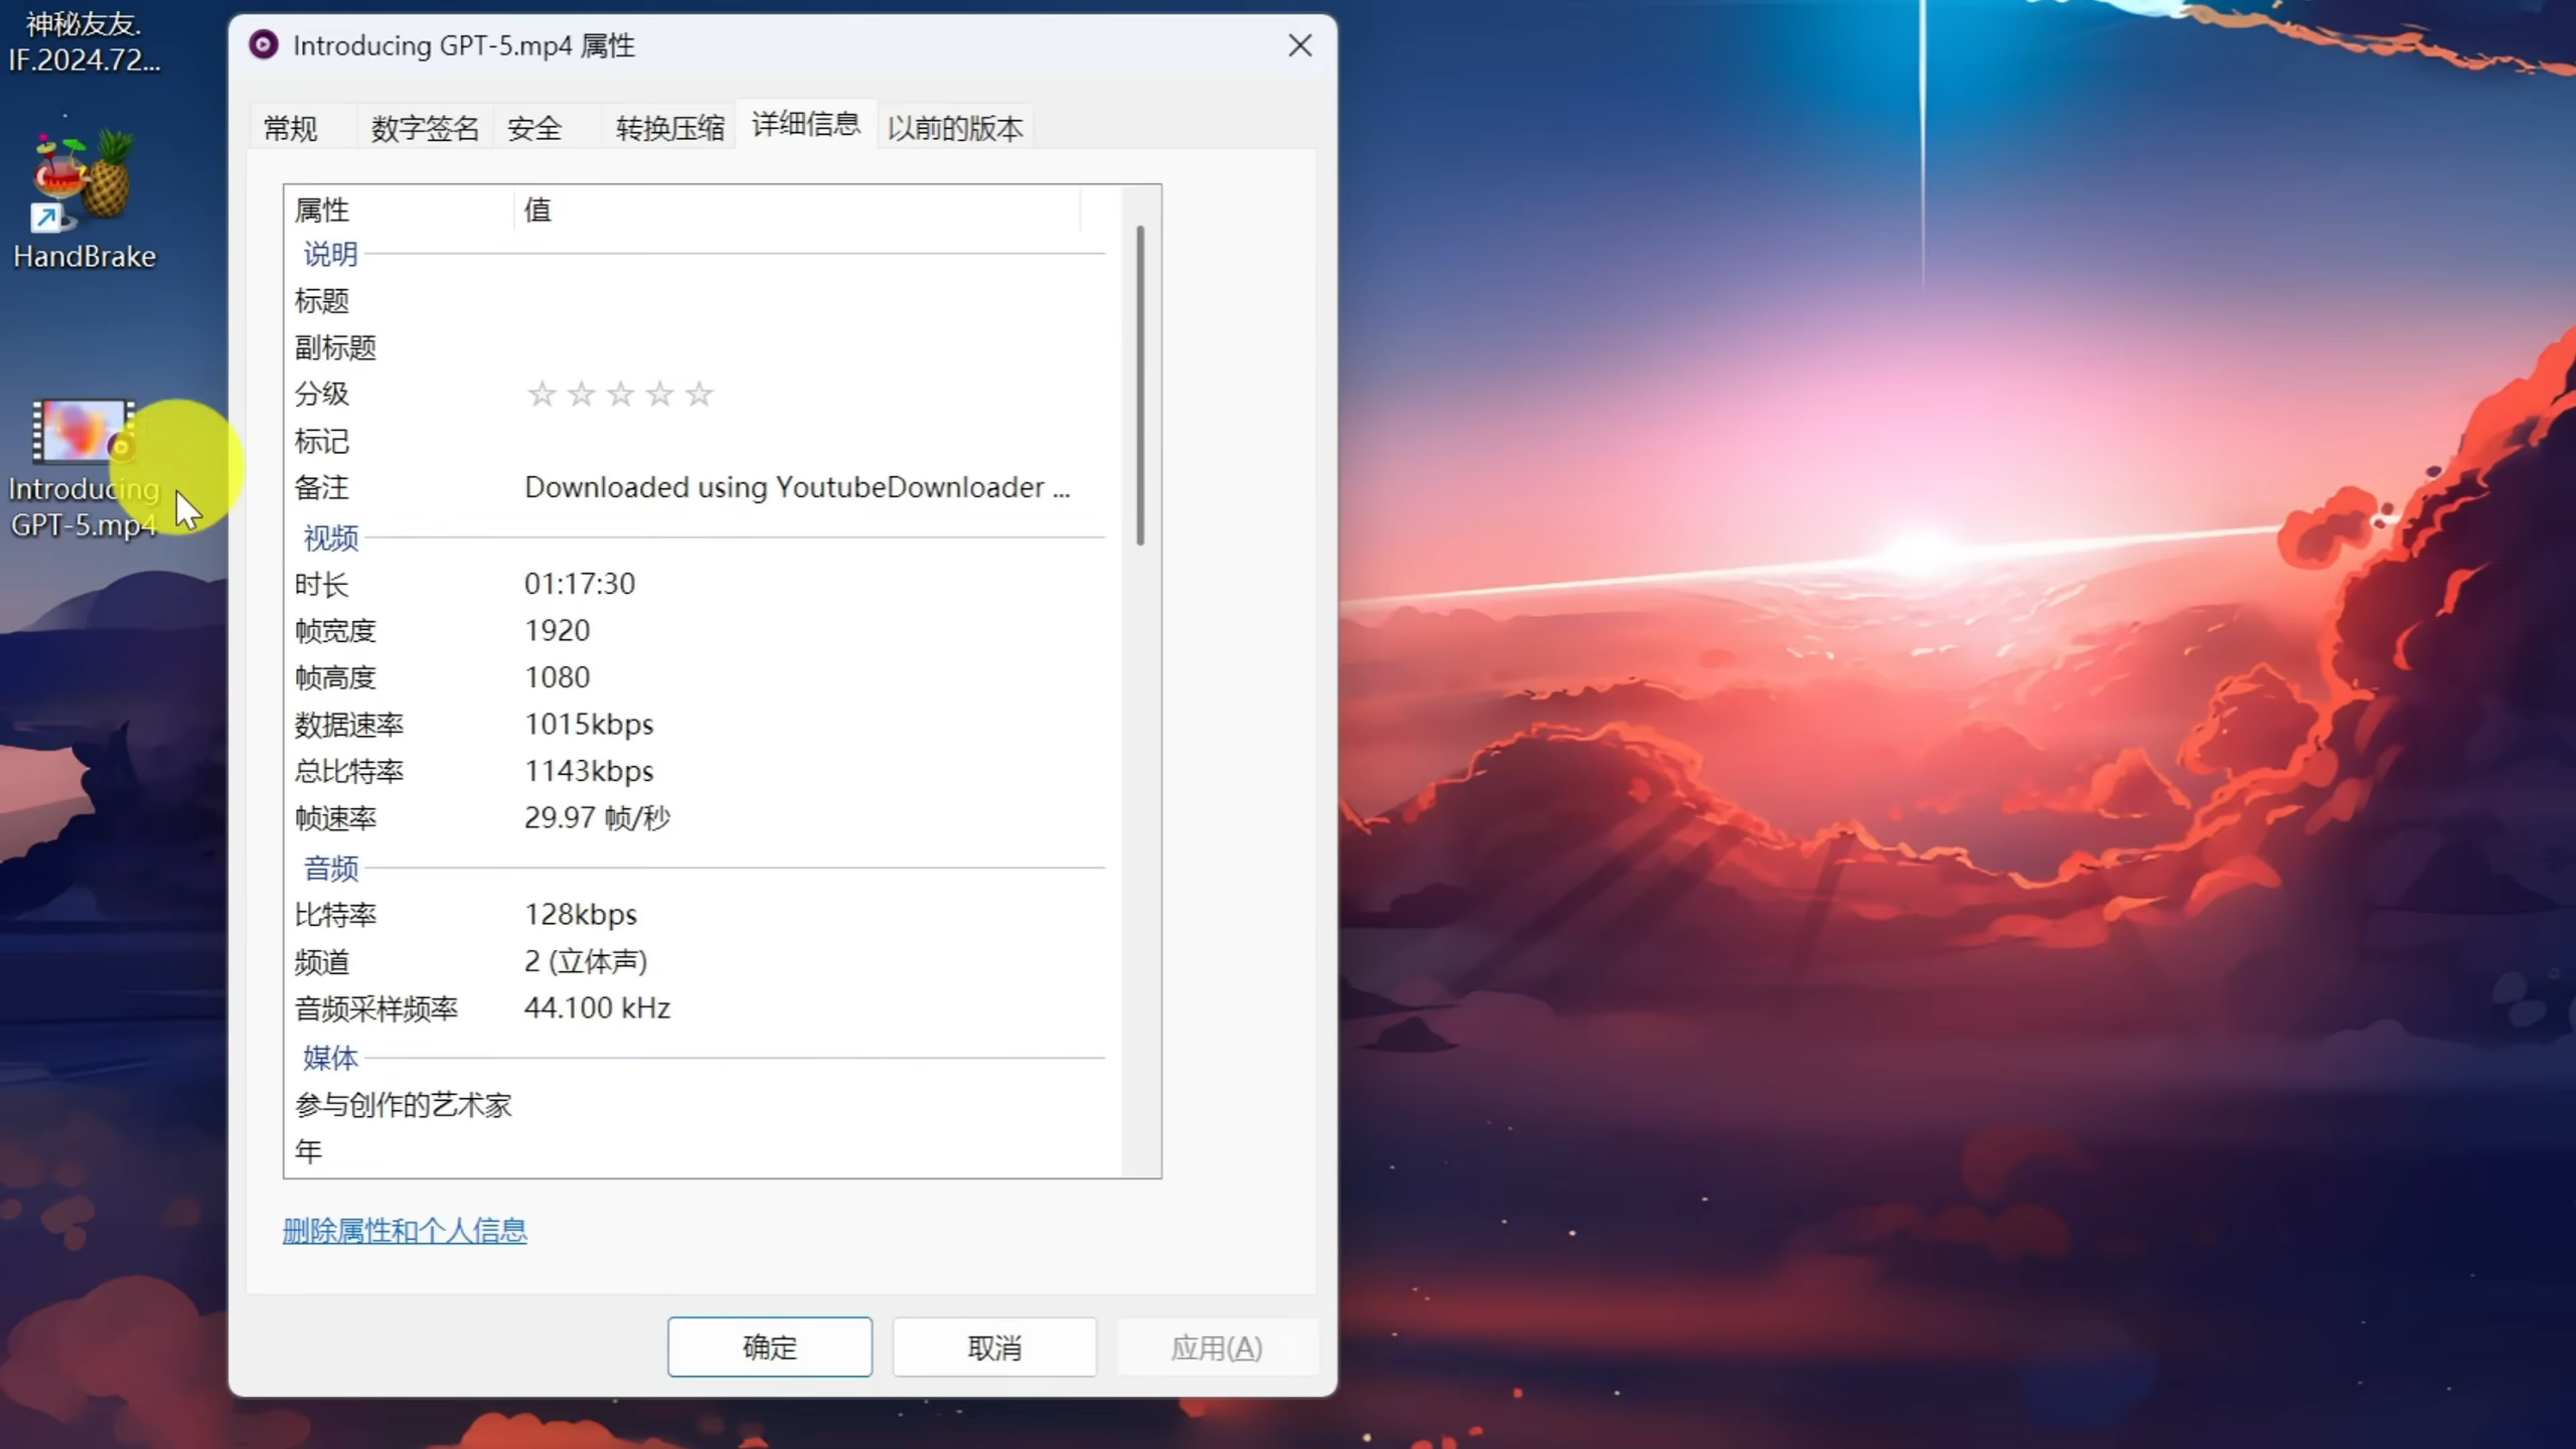 神秘友友.
IF.2024.72...
HandBrake
Introducing
GPT-5.mp4
Introducing GPT-5.mp4 属性
常规 数字签名 安全 转换压缩 详细信息 以前的版本
属性 值
说明
标题
副标题
分级 ☆☆☆☆☆
标记
备注 Downloaded using YoutubeDownloader ...
视频
时长 01:17:30
帧宽度 1920
帧高度 1080
数据速率 1015kbps
总比特率 1143kbps
帧速率 29.97 帧/秒
音频
比特率 128kbps
频道 2 (立体声)
音频采样频率 44.100 kHz
媒体
参与创作的艺术家
年
删除属性和个人信息
确定 取消 应用(A)